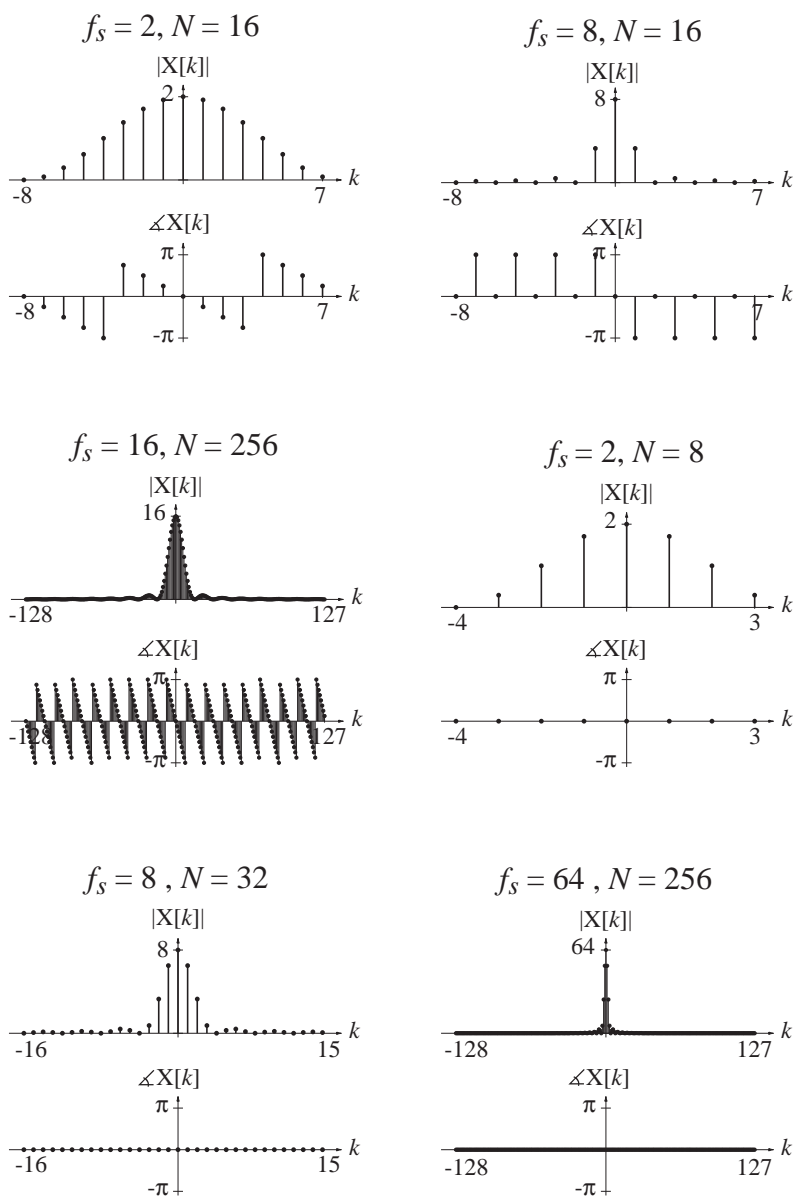 fs = 2, N = 16
|X[k]|
2
-8
7
k
∡X[k]
π
-8
7
k
-π
fs = 8, N = 16
|X[k]|
8
-8
7
k
∡X[k]
π
-8
7
k
-π
fs = 16, N = 256
|X[k]|
16
-128
127
k
∡X[k]
π
-128
127
k
-π
fs = 2, N = 8
|X[k]|
2
-4
3
k
∡X[k]
π
-4
3
k
-π
fs = 8 , N = 32
|X[k]|
8
-16
15
k
∡X[k]
π
-16
15
k
-π
fs = 64 , N = 256
|X[k]|
64
-128
127
k
∡X[k]
π
-128
127
k
-π